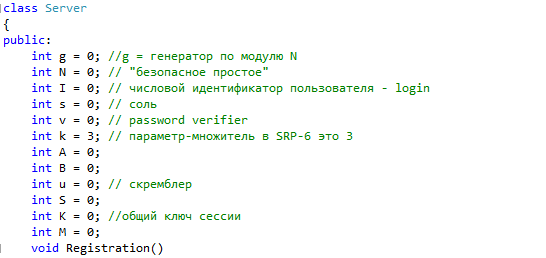 class Server
{
public:
int g = 0; //g = генератор по модулю N
int N = 0; // "безопасное простое"
int I = 0; // числовой идентификатор пользователя - login
int s = 0; // соль
int v = 0; // password verifier
int k = 3; // параметр-множитель в SRP-6 это 3
int A = 0;
int B = 0;
int u = 0; // скремблер
int S = 0;
int K = 0; //общий ключ сессии
int M = 0;
void Registration()